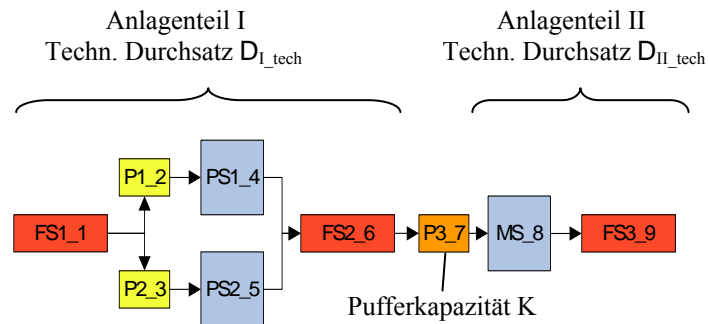 Anlagenteil I
Techn. Durchsatz D_I_tech
Anlagenteil II
Techn. Durchsatz D_II_tech
P1_2
PS1_4
FS1_1
FS2_6
P3_7
MS_8
FS3_9
P2_3
PS2_5
Pufferkapazität K